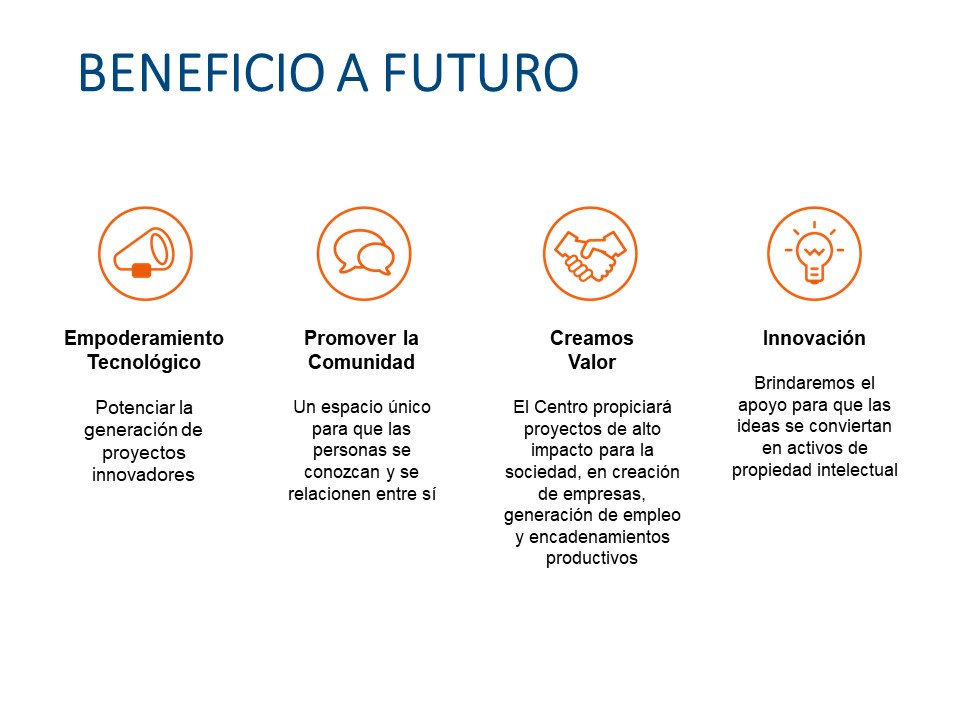 BENEFICIO A FUTURO
Empoderamiento
Tecnológico
Potenciar la
generación de
proyectos
innovadores
Promover la
Comunidad
Un espacio único
para que las
personas se
conozcan y se
relacionen entre sí
Creamos
Valor
El Centro propiciará
proyectos de alto
impacto para la
sociedad, en creación
de empresas,
generación de empleo
y encadenamientos
productivos
Innovación
Brindaremos el
apoyo para que las
ideas se conviertan
en activos de
propiedad intelectual